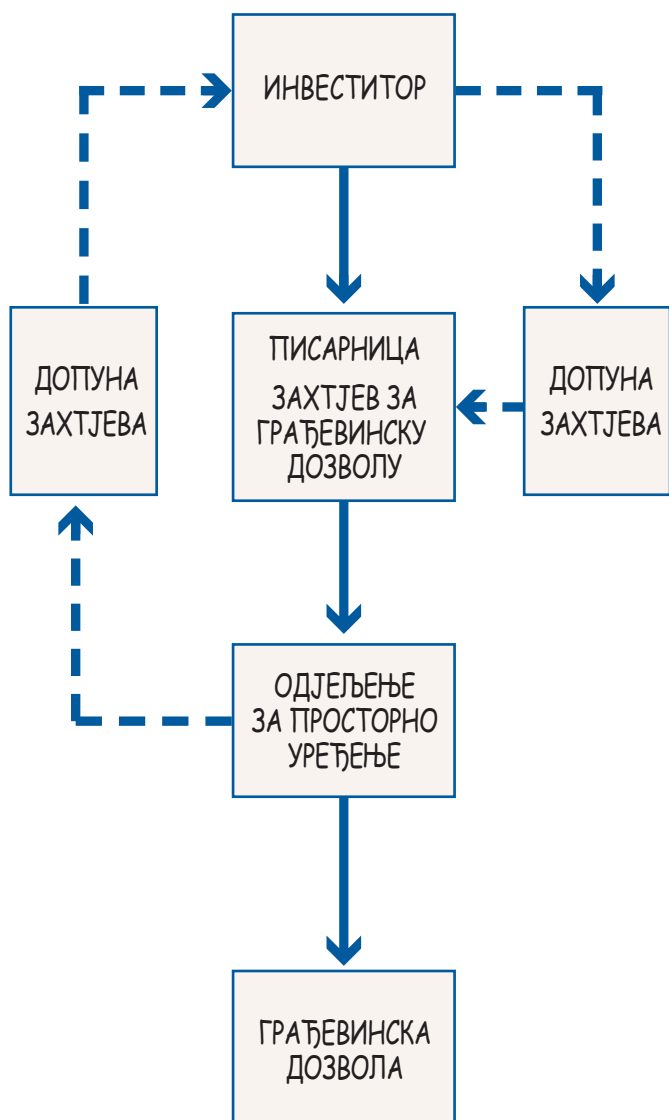 ИНВЕСТИТОР
ДОПУНА
ЗАХТЈЕВА
ПИСАРНИЦА
ЗАХТЈЕВ ЗА
ГРАЂЕВИНСКУ
ДОЗВОЛУ
ДОПУНА
ЗАХТЈЕВА
ОДЈЕЉЕЊЕ
ЗА ПРОСТОРНО
УРЕЂЕЊЕ
ГРАЂЕВИНСКА
ДОЗВОЛА